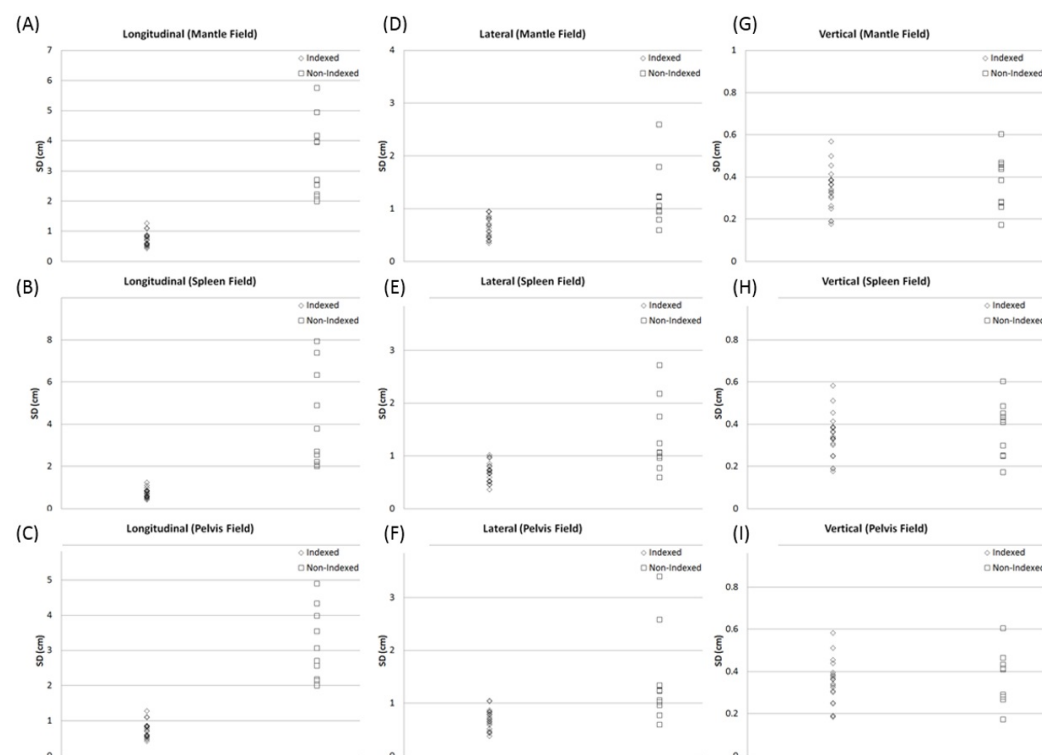 (A)
Longitudinal (Mantle Field)
7
6
5
4
3
2
1
0
SD (cm)
Indexed
Non-Indexed
(D)
Lateral (Mantle Field)
4
3
2
1
0
SD (cm)
Indexed
Non-Indexed
(G)
Vertical (Mantle Field)
1
0.8
0.6
0.4
0.2
0
SD (cm)
Indexed
Non-Indexed
(B)
Longitudinal (Spleen Field)
8
6
4
2
0
SD (cm)
Indexed
Non-Indexed
(E)
Lateral (Spleen Field)
3
2
1
0
SD (cm)
Indexed
Non-Indexed
(H)
Vertical (Spleen Field)
0.8
0.6
0.4
0.2
0
SD (cm)
Indexed
Non-Indexed
(C)
Longitudinal (Pelvis Field)
5
4
3
2
1
0
SD (cm)
Indexed
Non-Indexed
(F)
Lateral (Pelvis Field)
3
2
1
0
SD (cm)
Indexed
Non-Indexed
(I)
Vertical (Pelvis Field)
0.8
0.6
0.4
0.2
0
SD (cm)
Indexed
Non-Indexed